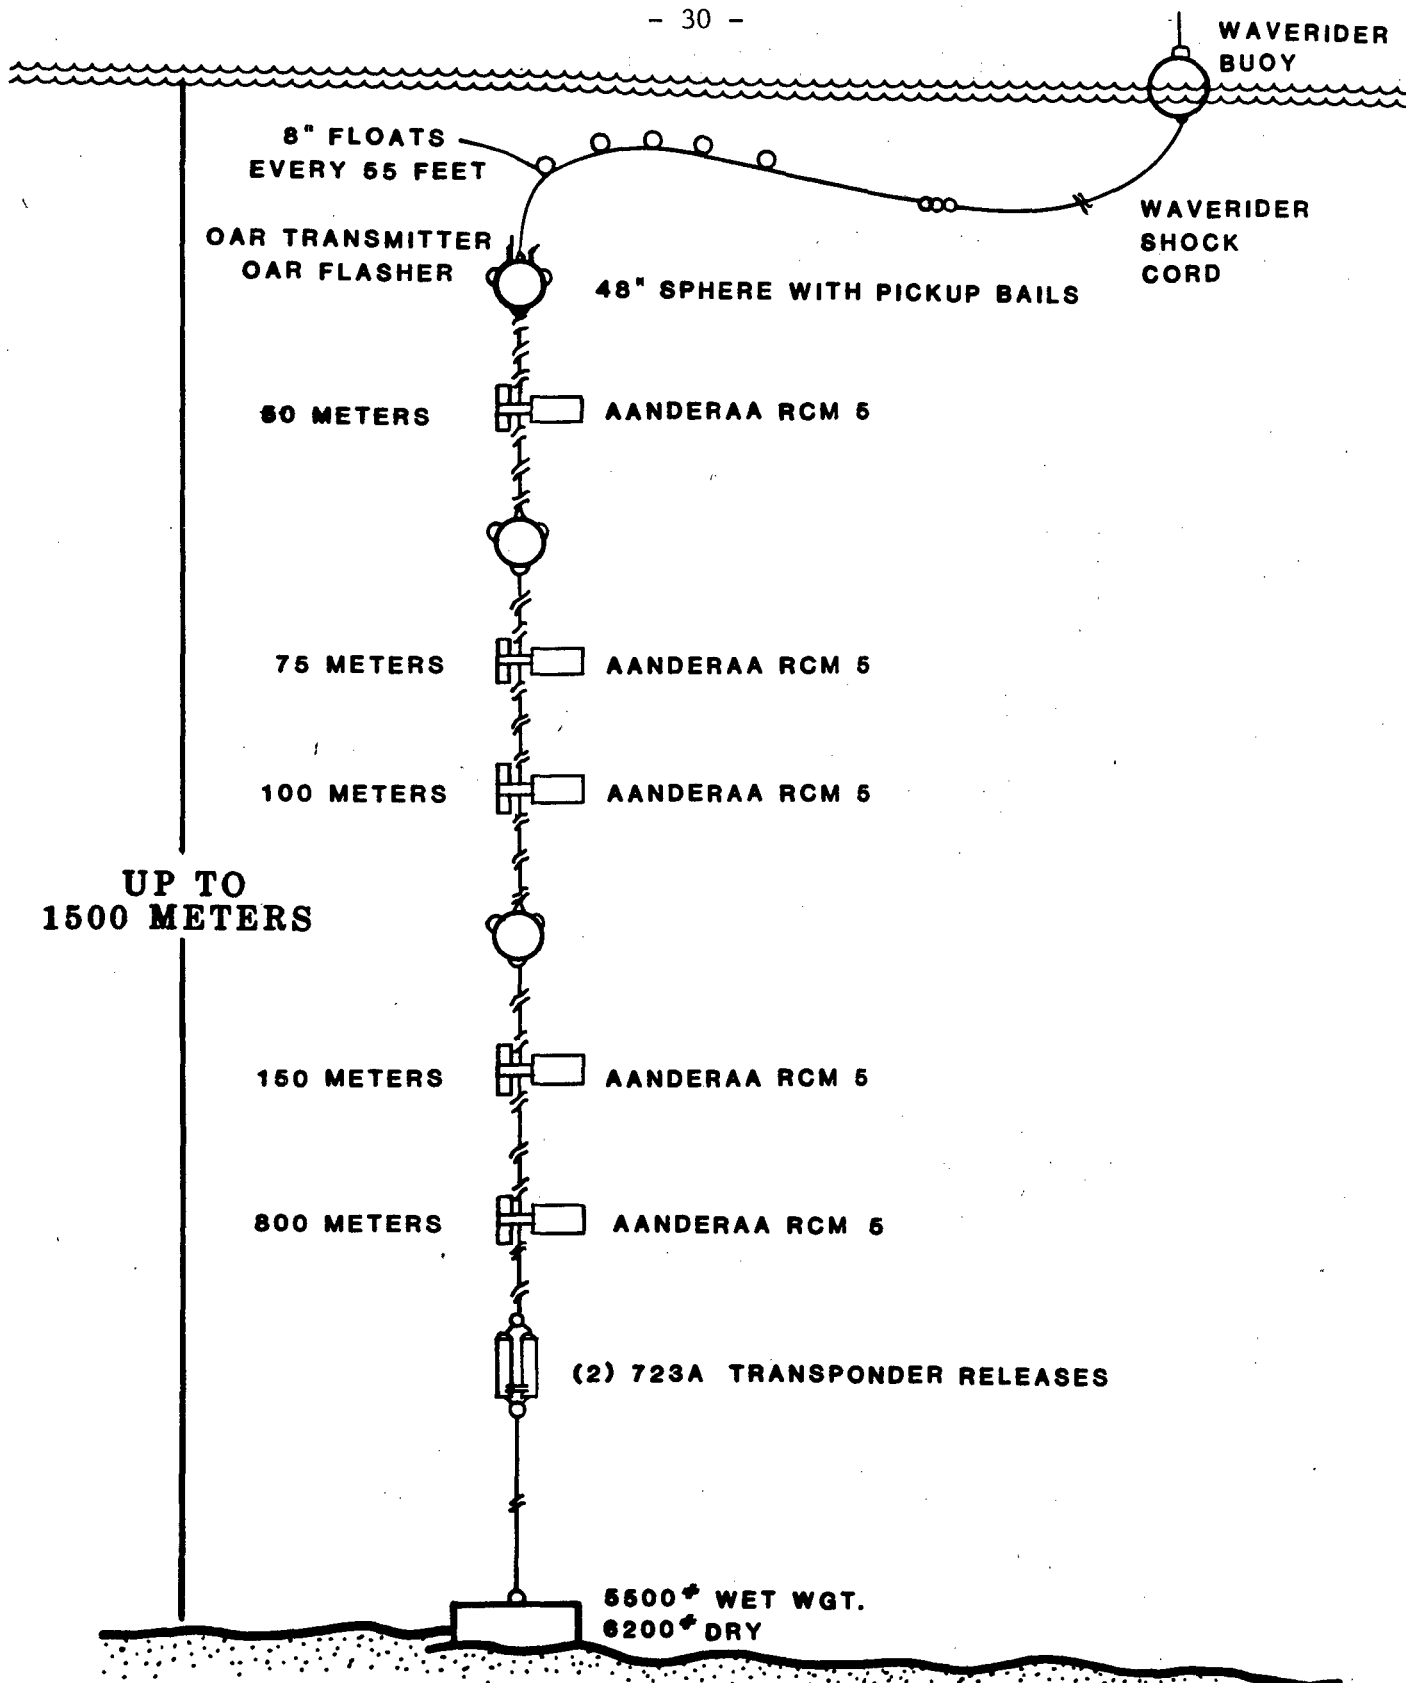 - 30 -
WAVERIDER
BUOY
8" FLOATS
EVERY 55 FEET
WAVERIDER
SHOCK
CORD
OAR TRANSMITTER
OAR FLASHER
48" SPHERE WITH PICKUP BAILS
50 METERS
AANDERAA RCM 5
75 METERS
AANDERAA RCM 5
100 METERS
AANDERAA RCM 5
UP TO
1500 METERS
150 METERS
AANDERAA RCM 5
800 METERS
AANDERAA RCM 5
(2) 723A TRANSPONDER RELEASES
5500# WET WGT.
6200# DRY